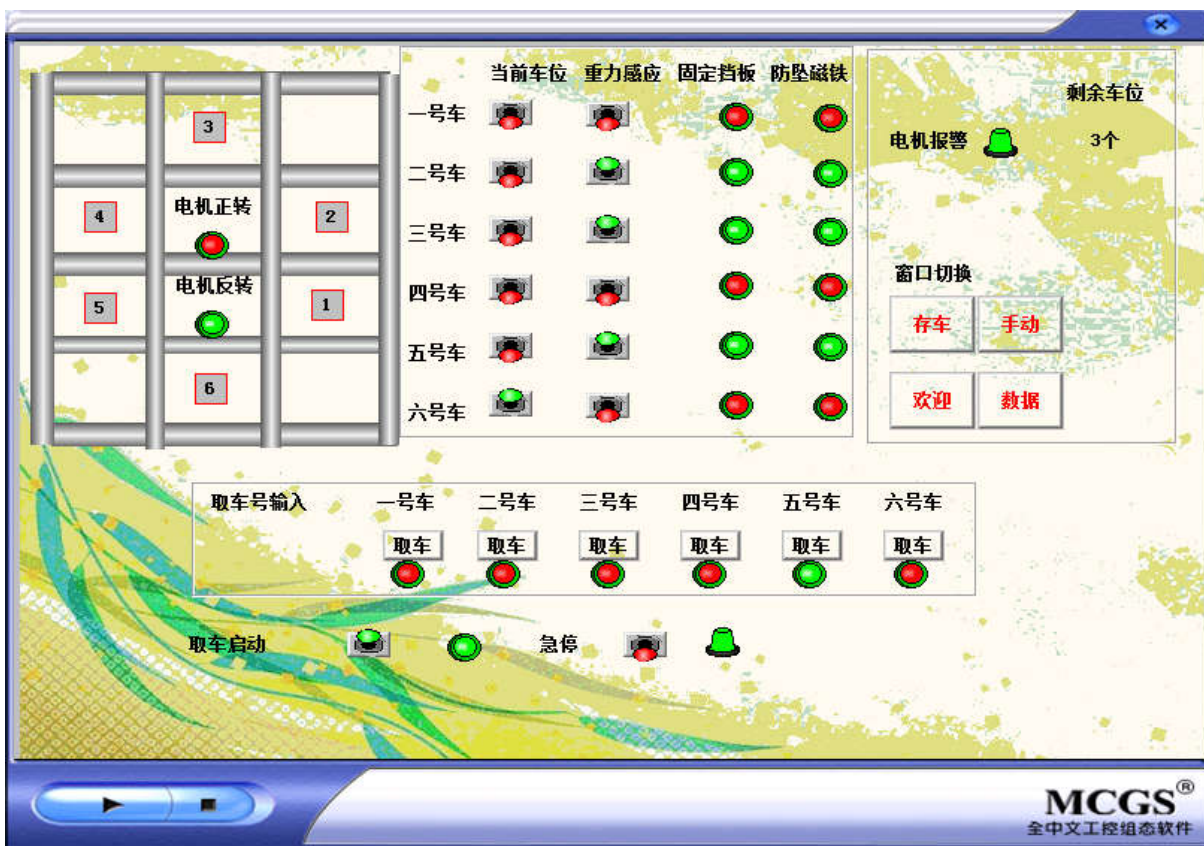 当前车位 重力感应 固定挡板 防坠磁铁
一号车
二号车
三号车
四号车
五号车
六号车
3
4
电机正转
2
电机反转
5
1
6
剩余车位
电机报警
3个
窗口切换
存车 手动
欢迎 数据
取车号输入 一号车 二号车 三号车 四号车 五号车 六号车
取车 取车 取车 取车 取车 取车
取车启动 急停
MCGS®
全中文工控组态软件